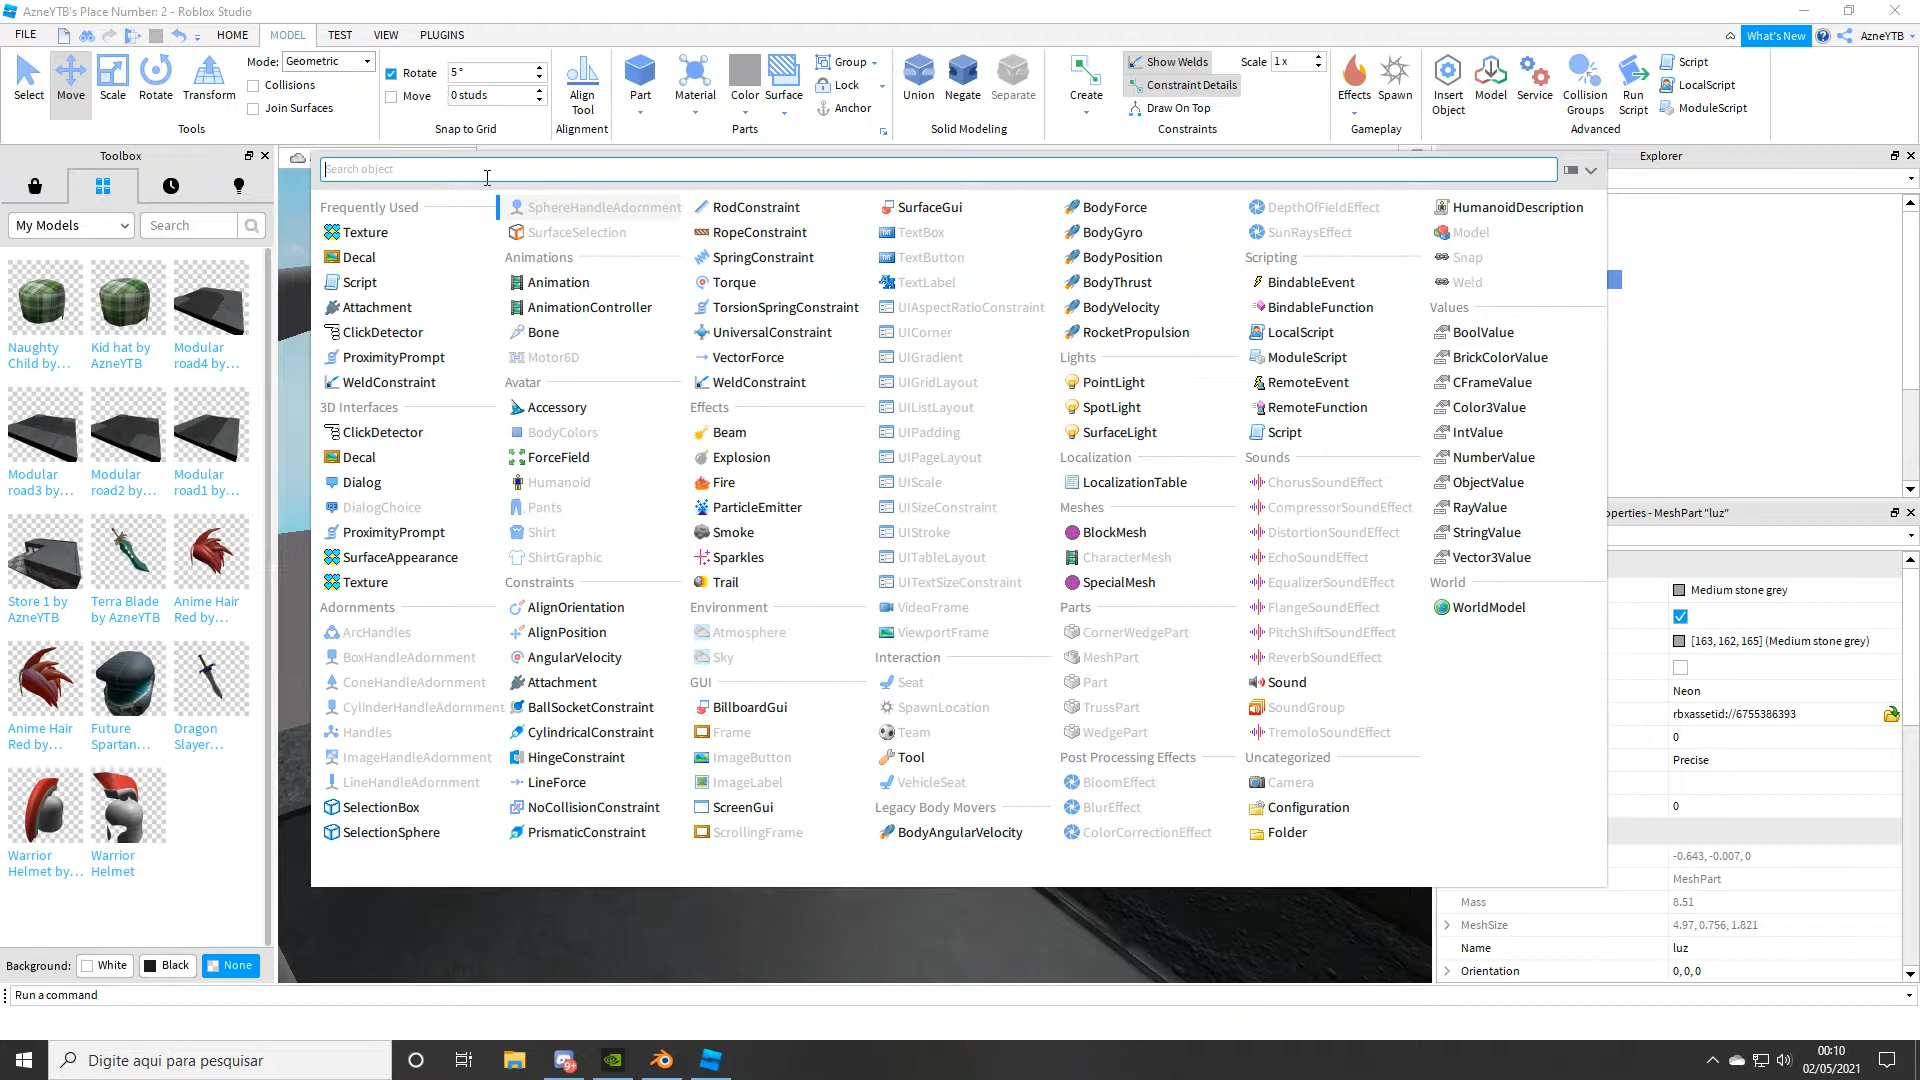 AzneYTB's Place Number: 2 - Roblox Studio
FILE
HOME
MODEL
TEST
VIEW
PLUGINS
What's New
AzneYTB
Select
Move
Scale
Rotate
Transform
Mode:
Geometric
Collisions
Join Surfaces
Tools
Rotate
5 °
Move
0 studs
Snap to Grid
Align
Tool
Alignment
Part
Material
Color
Surface
Group
Lock
Anchor
Parts
Union
Negate
Separate
Solid Modeling
Create
Show Welds
Scale
1 x
Constraint Details
Draw On Top
Constraints
Effects
Spawn
Gameplay
Insert
Object
Model
Service
Collision
Groups
Run
Script
Script
LocalScript
ModuleScript
Advanced
Toolbox
My Models
Search
Naughty
Child by...
Kid hat by
AzneYTB
Modular
road4 by...
Modular
road3 by...
Modular
road2 by...
Modular
road1 by...
Store 1 by
AzneYTB
Terra Blade
by AzneYTB
Anime Hair
Red by...
Anime Hair
Red by...
Future
Spartan...
Dragon
Slayer...
Warrior
Helmet by...
Warrior
Helmet
Background:
White
Black
None
Search object
Frequently Used
Texture
Decal
Script
Attachment
ClickDetector
ProximityPrompt
WeldConstraint
3D Interfaces
ClickDetector
Decal
Dialog
DialogChoice
ProximityPrompt
SurfaceAppearance
Texture
Adornments
ArcHandles
BoxHandleAdornment
ConeHandleAdornment
CylinderHandleAdornment
Handles
ImageHandleAdornment
LineHandleAdornment
SelectionBox
SelectionSphere
SphereHandleAdornment
SurfaceSelection
Animations
Animation
AnimationController
Bone
Motor6D
Avatar
Accessory
BodyColors
ForceField
Humanoid
Pants
Shirt
ShirtGraphic
Constraints
AlignOrientation
AlignPosition
AngularVelocity
Attachment
BallSocketConstraint
CylindricalConstraint
HingeConstraint
LineForce
NoCollisionConstraint
PrismaticConstraint
RodConstraint
RopeConstraint
SpringConstraint
Torque
TorsionSpringConstraint
UniversalConstraint
VectorForce
WeldConstraint
Effects
Beam
Explosion
Fire
ParticleEmitter
Smoke
Sparkles
Trail
Environment
Atmosphere
Sky
GUI
BillboardGui
Frame
ImageButton
ImageLabel
ScreenGui
ScrollingFrame
SurfaceGui
TextBox
TextButton
TextLabel
UIAspectRatioConstraint
UICorner
UIGradient
UIGridLayout
UIListLayout
UIPadding
UIPageLayout
UIScale
UISizeConstraint
UIStroke
UITableLayout
UITextSizeConstraint
VideoFrame
ViewportFrame
Interaction
Seat
SpawnLocation
Team
Tool
VehicleSeat
Legacy Body Movers
BodyAngularVelocity
BodyForce
BodyGyro
BodyPosition
BodyThrust
BodyVelocity
RocketPropulsion
Lights
PointLight
SpotLight
SurfaceLight
Localization
LocalizationTable
Meshes
BlockMesh
CharacterMesh
SpecialMesh
Parts
CornerWedgePart
MeshPart
Part
TrussPart
WedgePart
Post Processing Effects
BloomEffect
BlurEffect
ColorCorrectionEffect
DepthOfFieldEffect
SunRaysEffect
Scripting
BindableEvent
BindableFunction
LocalScript
ModuleScript
RemoteEvent
RemoteFunction
Script
Sounds
ChorusSoundEffect
CompressorSoundEffect
DistortionSoundEffect
EchoSoundEffect
EqualizerSoundEffect
FlangeSoundEffect
PitchShiftSoundEffect
ReverbSoundEffect
Sound
SoundGroup
TremoloSoundEffect
Uncategorized
Camera
Configuration
Folder
HumanoidDescription
Model
Snap
Weld
Values
BoolValue
BrickColorValue
CFrameValue
Color3Value
IntValue
NumberValue
ObjectValue
RayValue
StringValue
Vector3Value
World
WorldModel
Explorer
operties - MeshPart "luz"
Medium stone grey
[163, 162, 165] (Medium stone grey)
Neon
rbxassetid://6755386393
0
Precise
0
-0.643, -0.007, 0
MeshPart
Mass
8.51
MeshSize
4.97, 0.756, 1.821
Name
luz
Orientation
0, 0, 0
Run a command
Digite aqui para pesquisar
00:10
02/05/2021